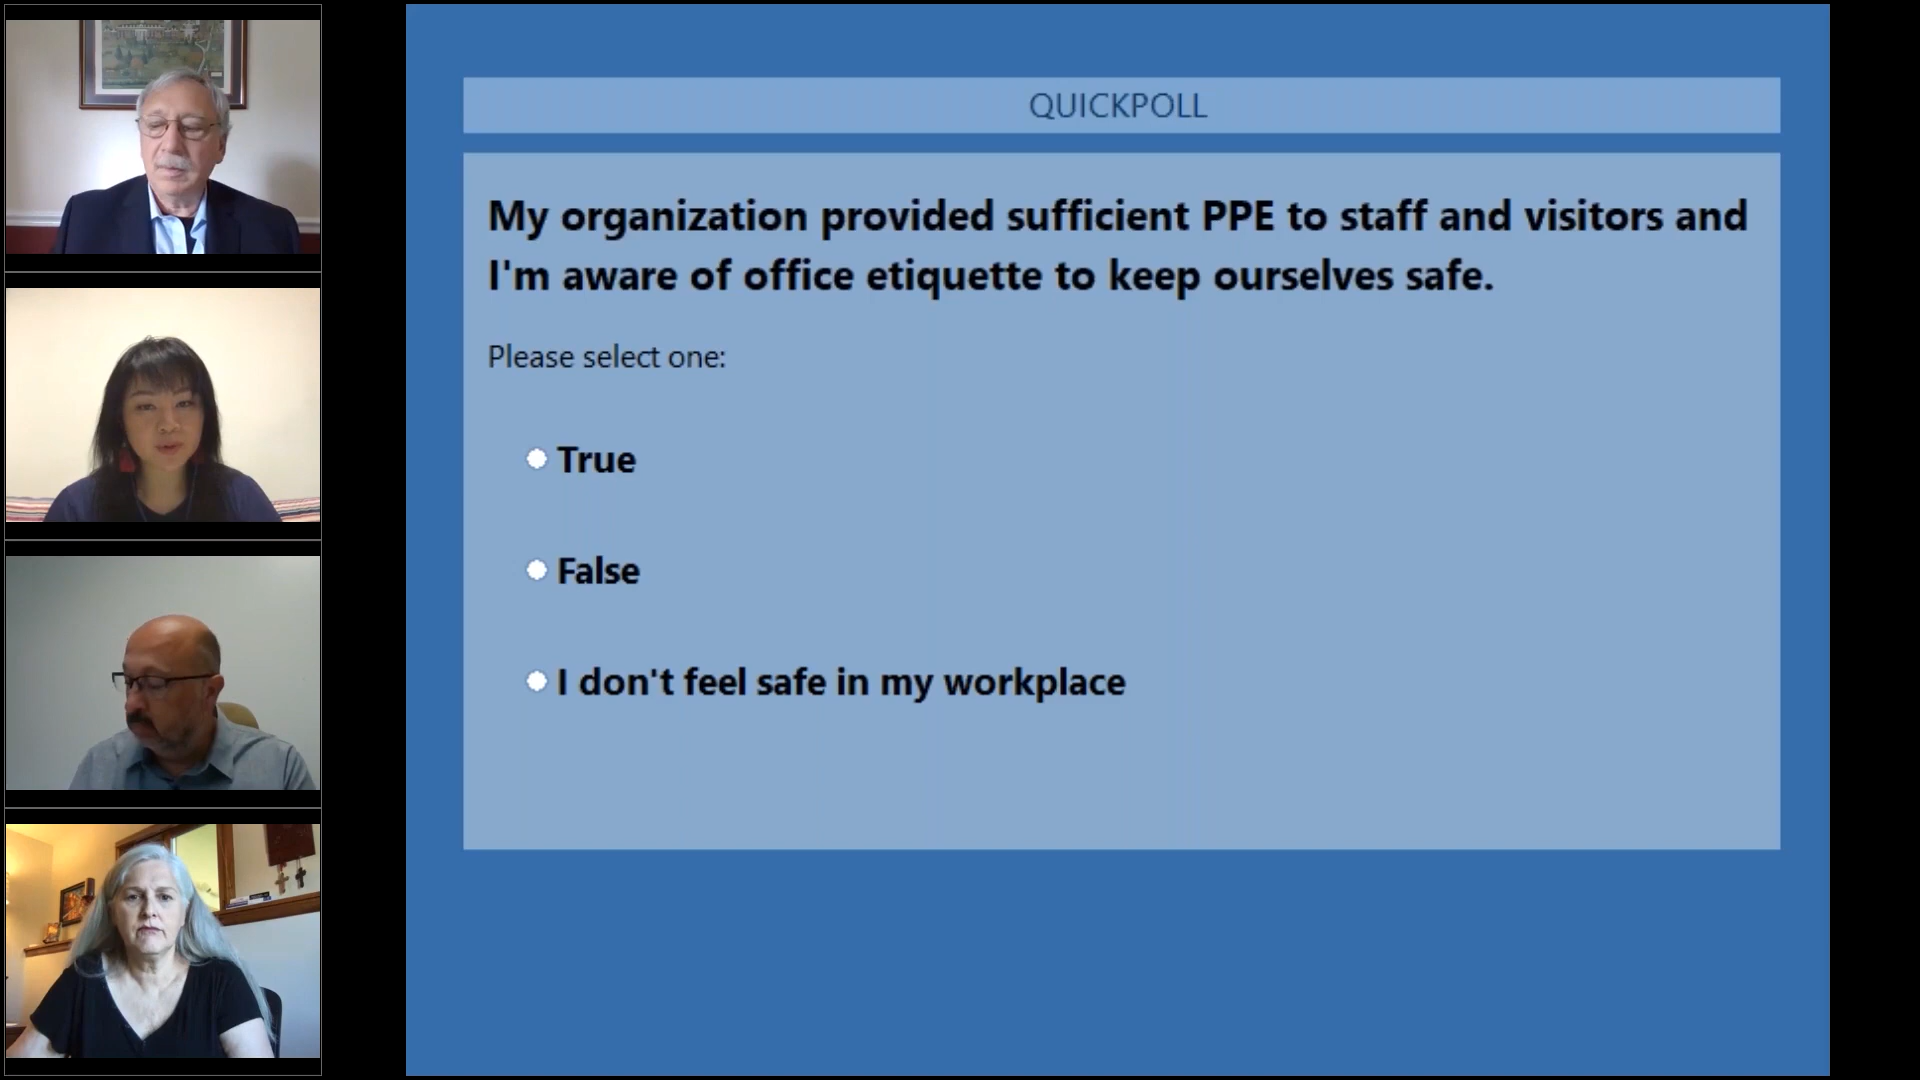 QUICKPOLL
My organization provided sufficient PPE to staff and visitors and
I'm aware of office etiquette to keep ourselves safe.
Please select one:
True
False
I don't feel safe in my workplace